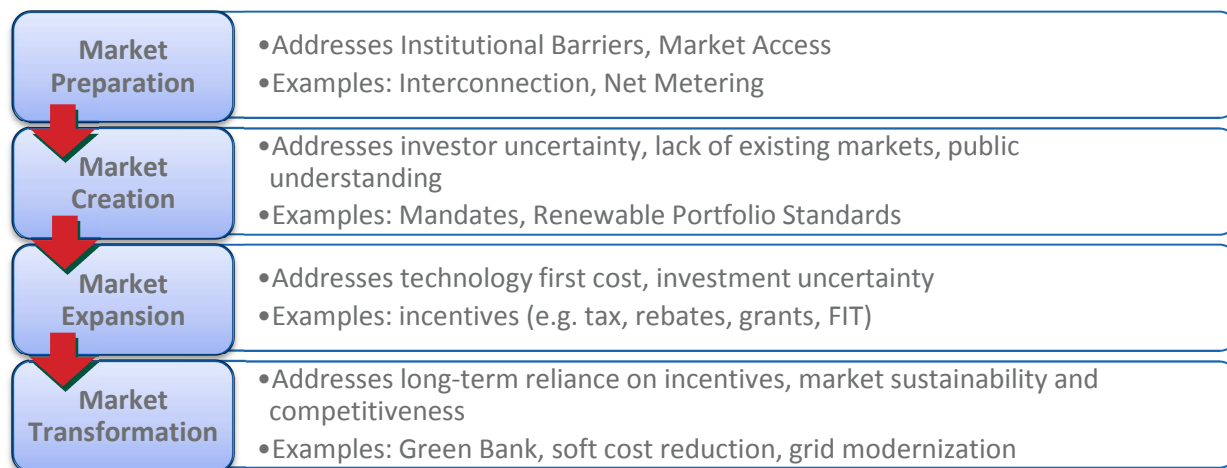 Market
Preparation
•Addresses Institutional Barriers, Market Access
•Examples: Interconnection, Net Metering
Market
Creation
•Addresses investor uncertainty, lack of existing markets, public
understanding
•Examples: Mandates, Renewable Portfolio Standards
Market
Expansion
•Addresses technology first cost, investment uncertainty
•Examples: incentives (e.g. tax, rebates, grants, FIT)
Market
Transformation
•Addresses long-term reliance on incentives, market sustainability and
competitiveness
•Examples: Green Bank, soft cost reduction, grid modernization